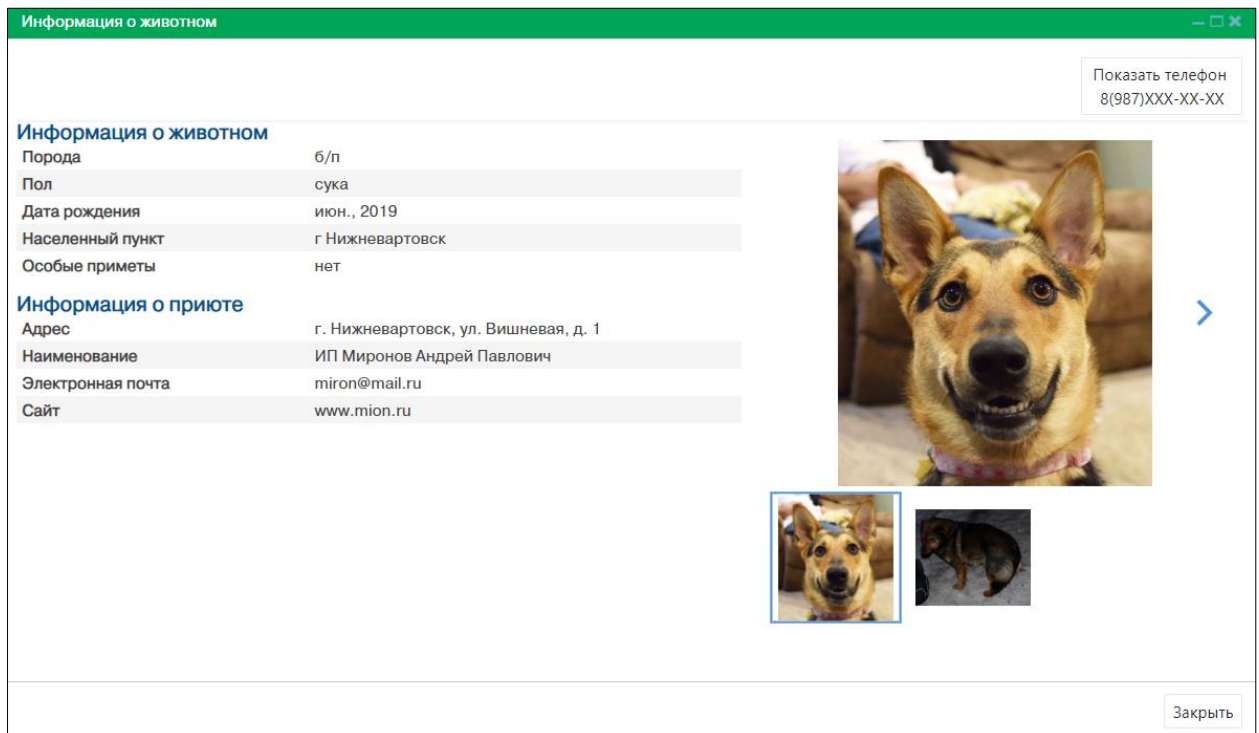 Информация о животном
Показать телефон
8(987)XXX-XX-XX
Информация о животном
Порода б/п
Пол сука
Дата рождения июн., 2019
Населенный пункт г Нижневартовск
Особые приметы нет
Информация о приюте
Адрес г. Нижневартовск, ул. Вишневая, д. 1
Наименование ИП Миронов Андрей Павлович
Электронная почта miron@mail.ru
Сайт www.mion.ru
Закрыть